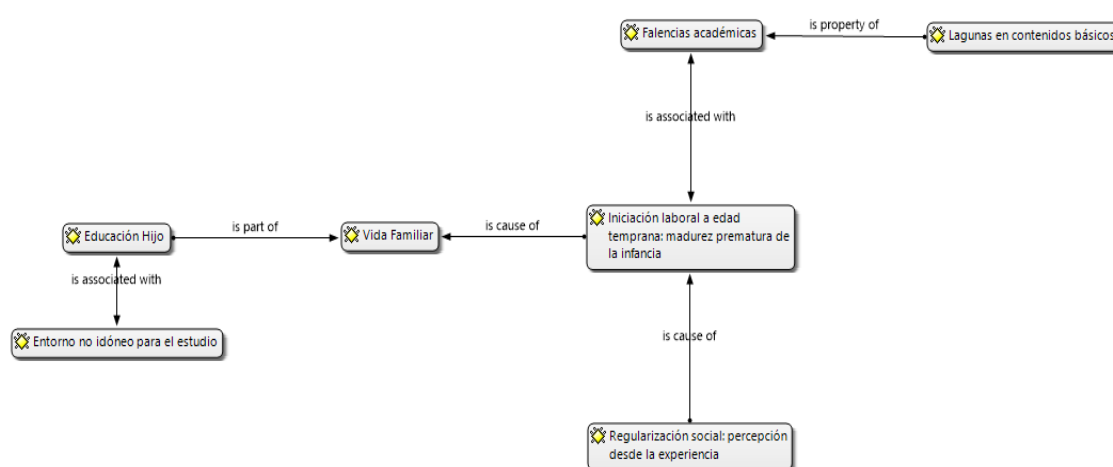 is property of
Falencias académicas
Lagunas en contenidos básicos
is associated with
Iniciación laboral a edad
temprana: madurez prematura de
la infancia
is part of
is cause of
Educación Hijo
Vida Familiar
is associated with
Entorno no idóneo para el estudio
is cause of
Regularización social: percepción
desde la experiencia